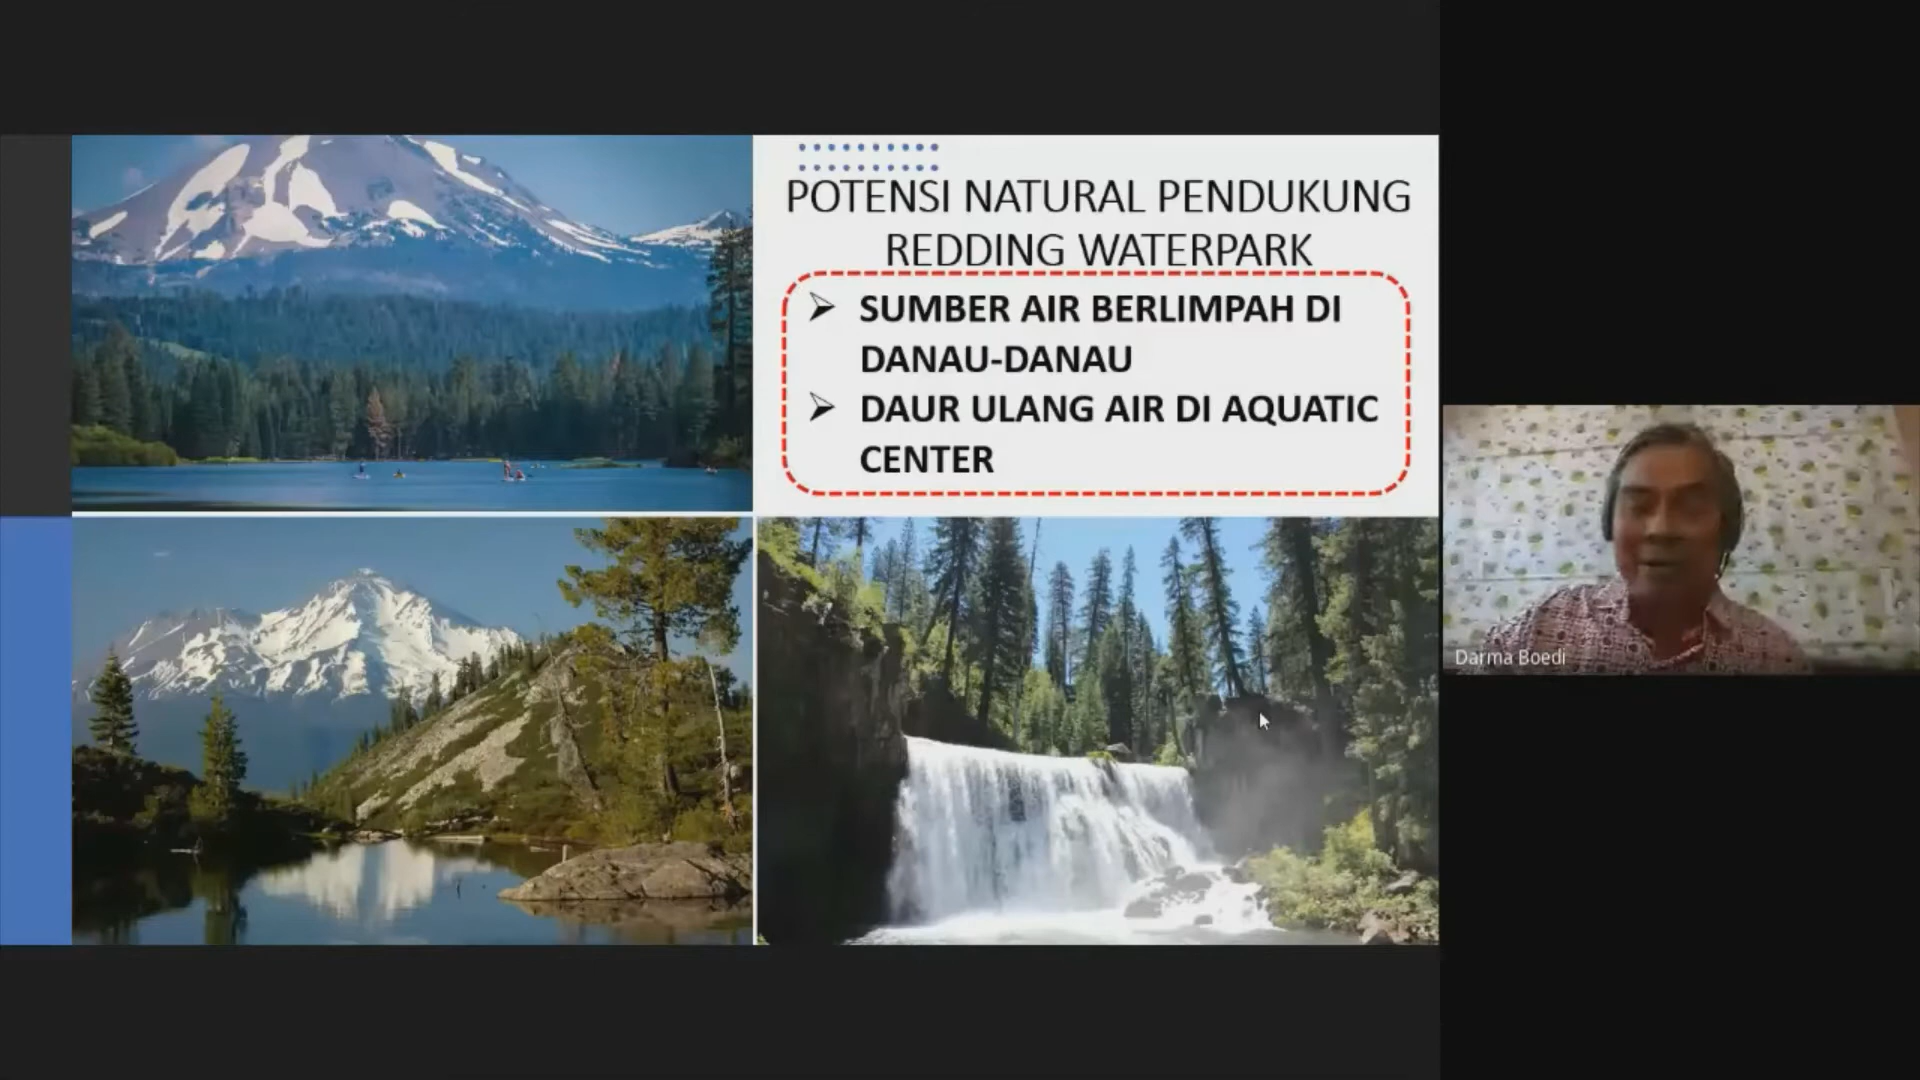 POTENSI NATURAL PENDUKUNG
REDDING WATERPARK
➢ SUMBER AIR BERLIMPAH DI
DANAU-DANAU
➢ DAUR ULANG AIR DI AQUATIC
CENTER
Darma Boedi